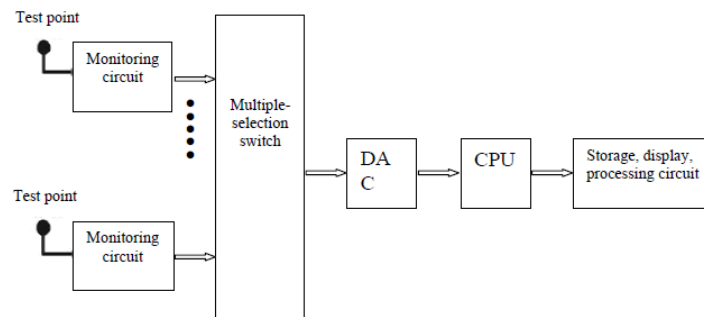 Test point
Monitoring
circuit
Multiple-
selection
switch
DA
C
CPU
Storage, display,
processing circuit
Test point
Monitoring
circuit